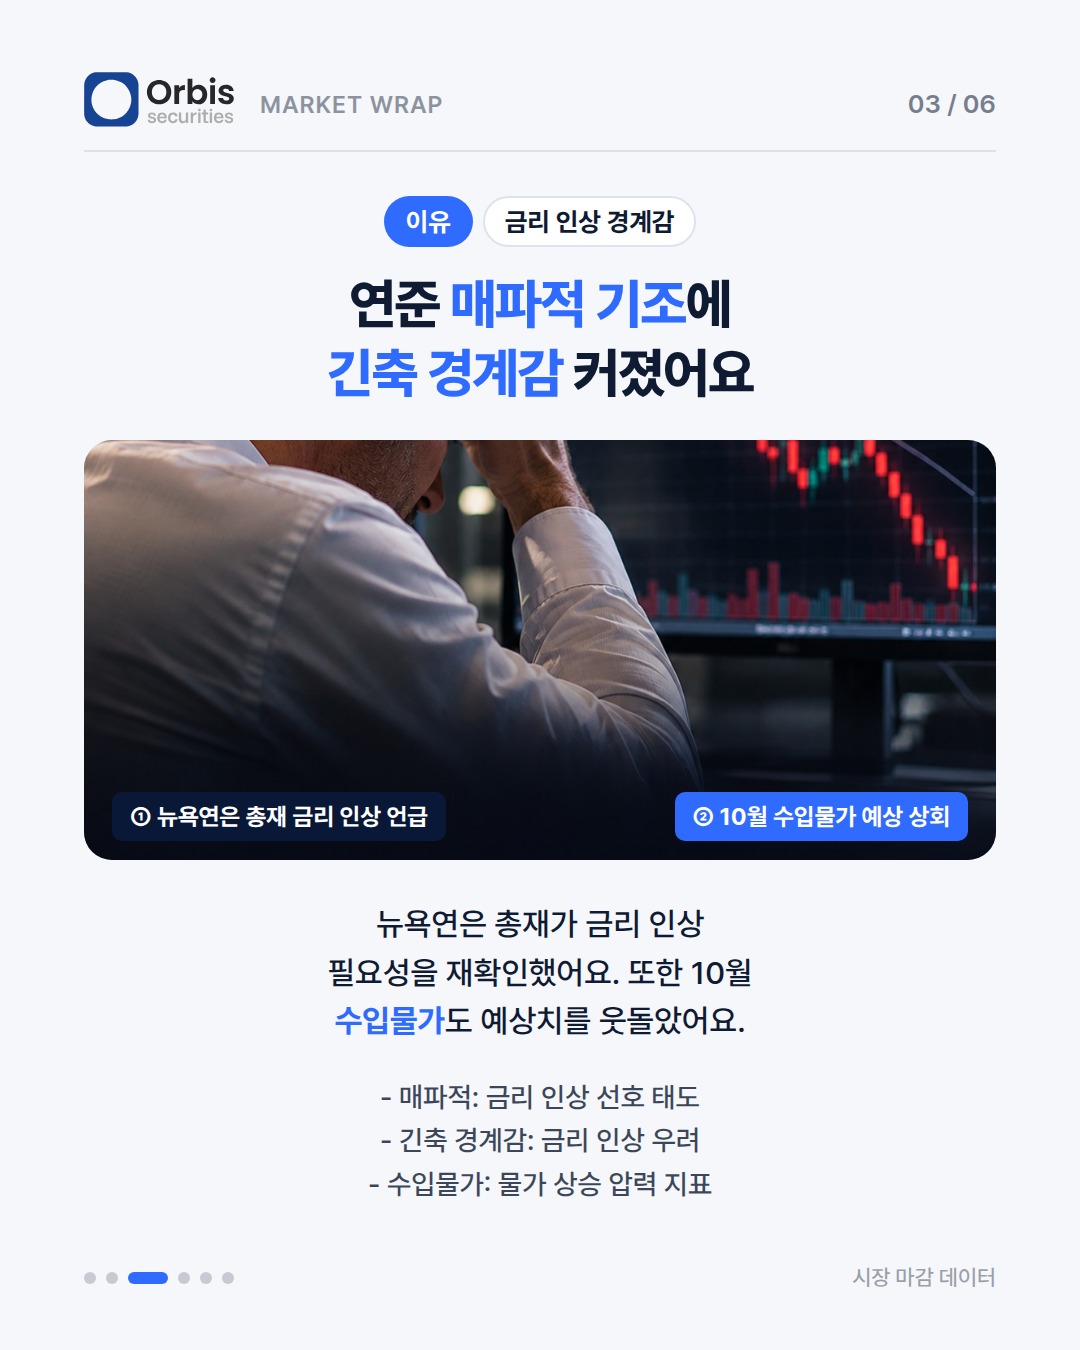 Orbis
securities
MARKET WRAP
03 / 06
이유
금리 인상 경계감
연준 매파적 기조에
긴축 경계감 커졌어요
① 뉴욕연은 총재 금리 인상 언급
② 10월 수입물가 예상 상회
뉴욕연은 총재가 금리 인상
필요성을 재확인했어요. 또한 10월
수입물가도 예상치를 웃돌았어요.
- 매파적: 금리 인상 선호 태도
- 긴축 경계감: 금리 인상 우려
- 수입물가: 물가 상승 압력 지표
시장 마감 데이터